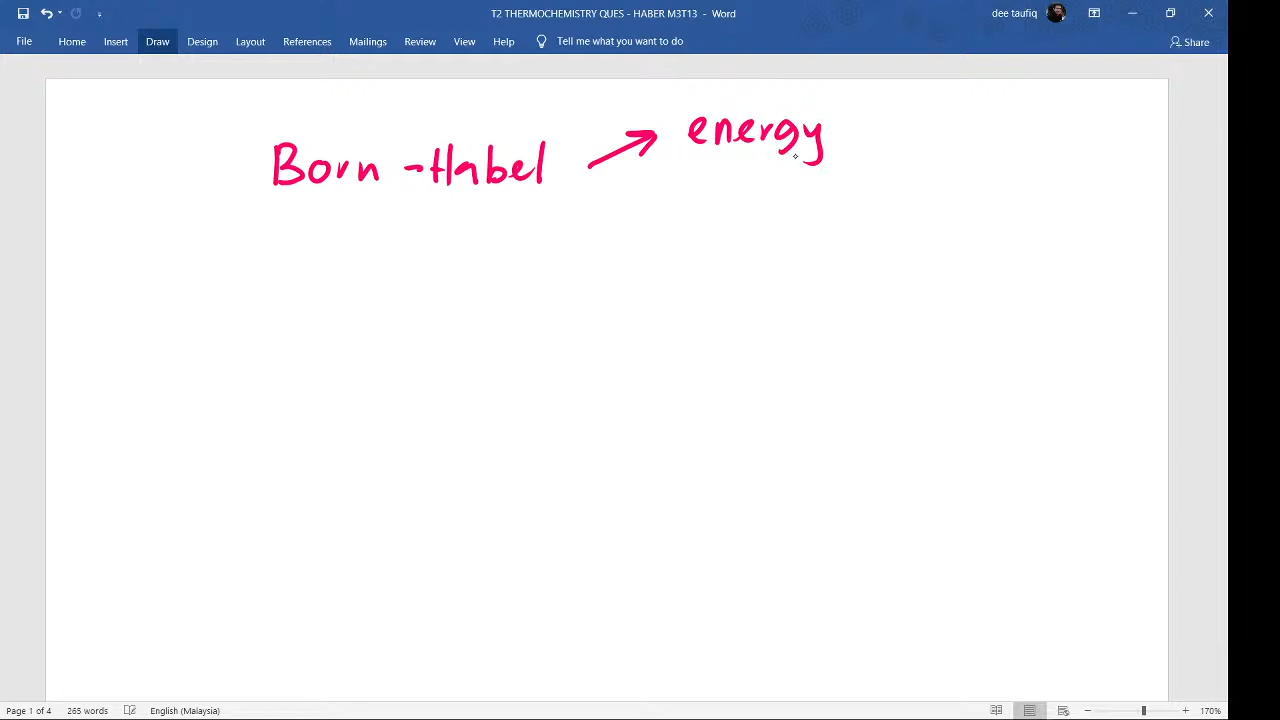 T2 THERMOCHEMISTRY QUES - HABER M3T13 - Word
dee taufiq
File Home Insert Draw Design Layout References Mailings Review View Help Tell me what you want to do
Share
energy
Born - Habel
Page 1 of 4 265 words English (Malaysia)
170%